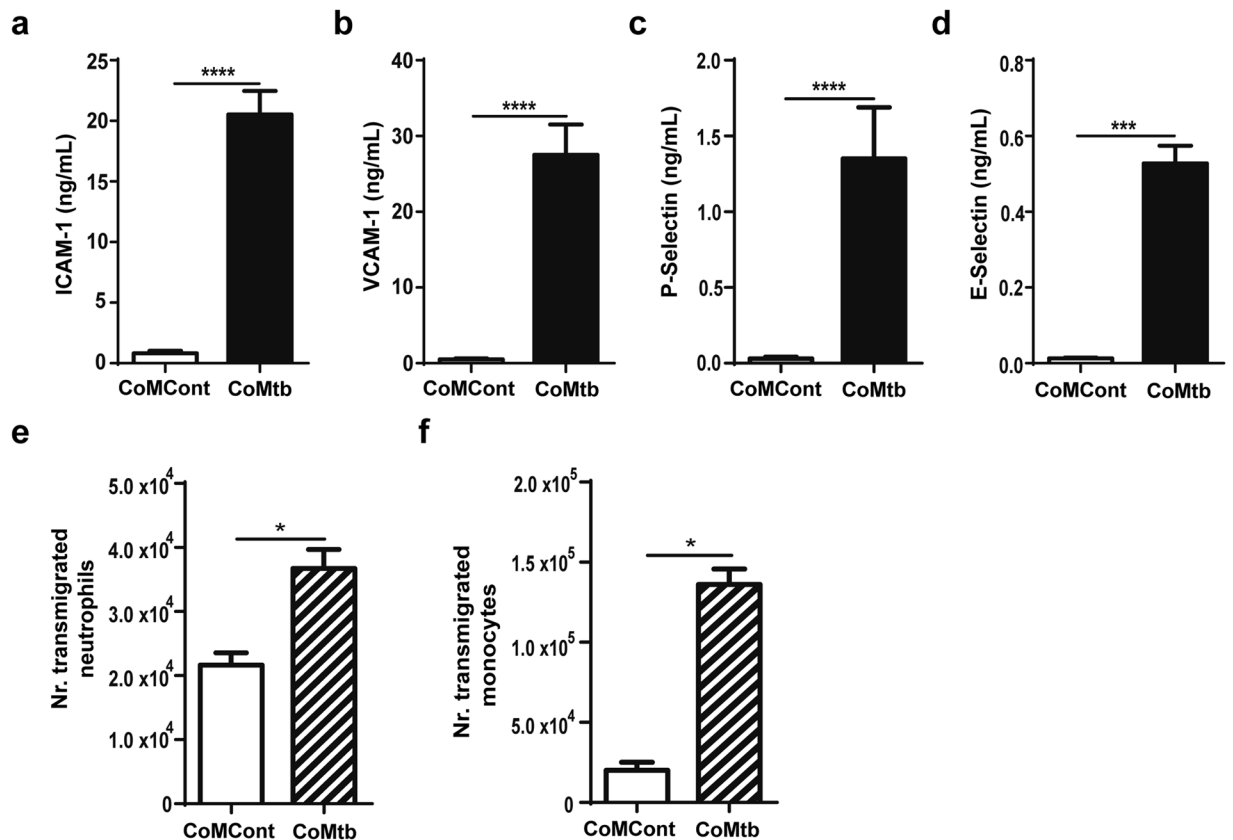 a
ICAM-1 (ng/mL)
25
20
15
10
5
0
****
CoMCont CoMtb
b
VCAM-1 (ng/mL)
40
30
20
10
0
****
CoMCont CoMtb
c
P-Selectin (ng/mL)
2.0
1.5
1.0
0.5
0.0
****
CoMCont CoMtb
d
E-Selectin (ng/mL)
0.8
0.6
0.4
0.2
0.0
***
CoMCont CoMtb
e
Nr. transmigrated
neutrophils
5.0 x10⁴
4.0 x10⁴
3.0 x10⁴
2.0 x10⁴
1.0 x10⁴
0
*
CoMCont CoMtb
f
Nr. transmigrated
monocytes
2.0 x10⁵
1.5x10⁵
1.0 x10⁵
5.0 x10⁴
0
*
CoMCont CoMtb